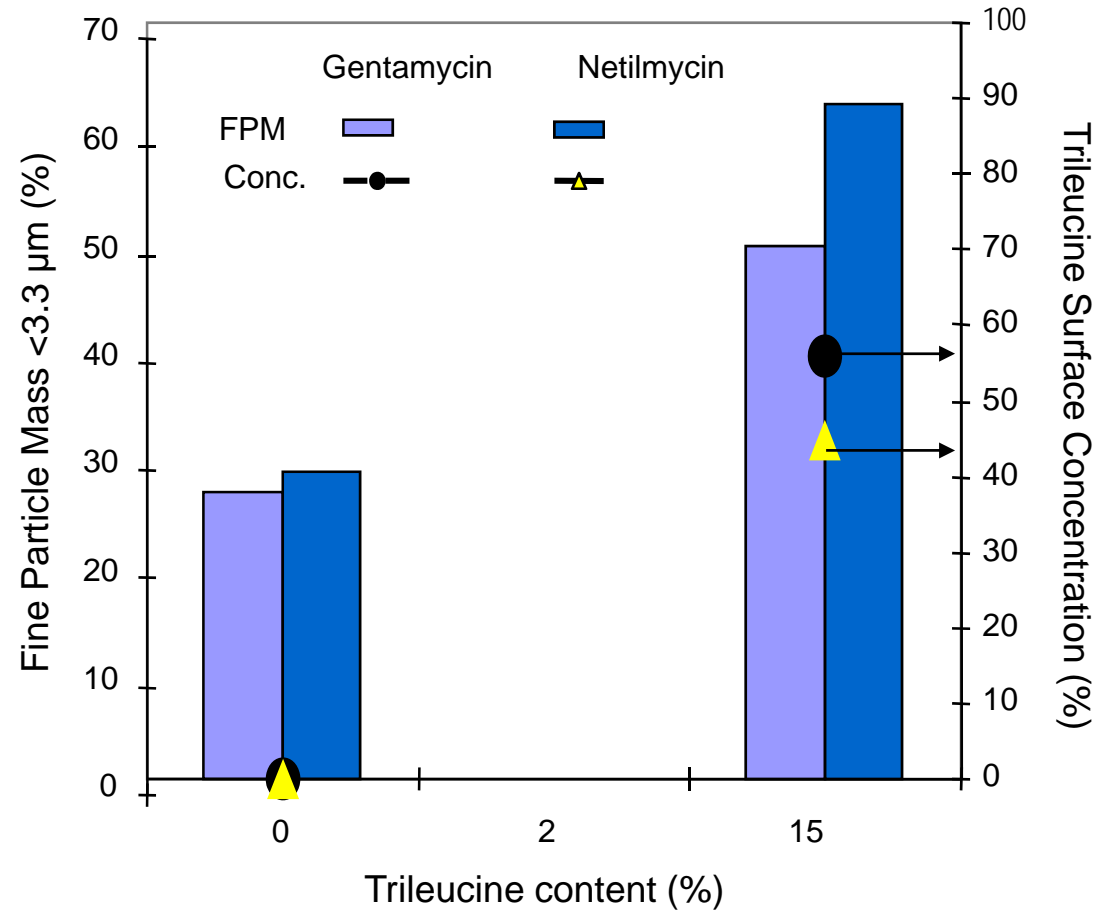 Gentamycin Netilmycin
FPM
Conc.
Fine Particle Mass <3.3 μm (%)
70
60
50
40
30
20
10
0
100
90
80
70
60
50
40
30
20
10
0
Trileucine Surface Concentration (%)
0 2 15
Trileucine content (%)